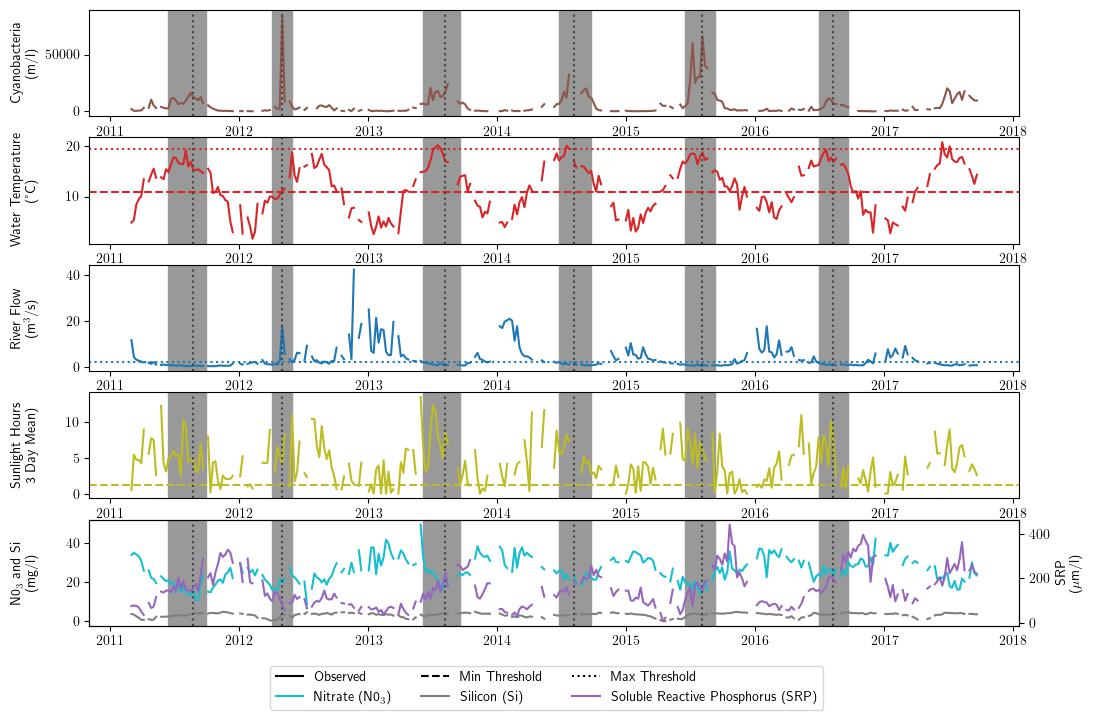 Cyanobacteria
(m/l)
50000
0
2011 2012 2013 2014 2015 2016 2017 2018
Water Temperature
(°C)
20
10
2011 2012 2013 2014 2015 2016 2017 2018
River Flow
(m³/s)
40
20
0
2011 2012 2013 2014 2015 2016 2017 2018
Sunlight Hours
3 Day Mean)
10
5
0
2011 2012 2013 2014 2015 2016 2017 2018
N0₃ and Si
(mg/l)
40
20
0
400
200
0
SRP
(μm/l)
2011 2012 2013 2014 2015 2016 2017 2018
Observed Min Threshold Max Threshold
Nitrate (N0₃) Silicon (Si) Soluble Reactive Phosphorus (SRP)